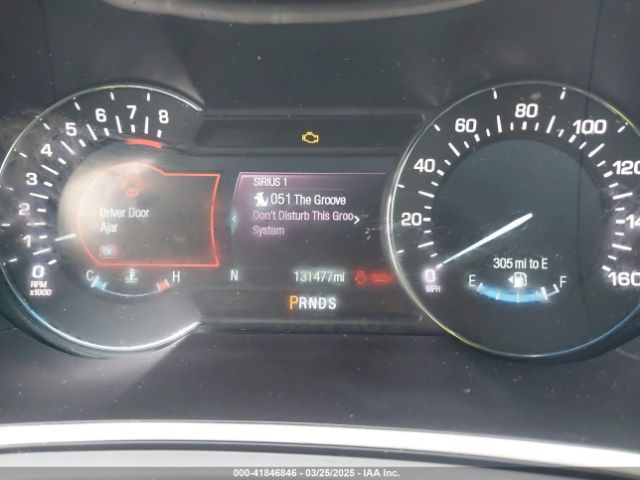 8
7
6
5
4
3
2
1
0
RPM
x1000
Driver Door
Ajar
C H
SIRIUS 1
051 The Groove
Don't Disturb This Groo
System
N 131477mi
PRNDS
0
20
40
60
80
100
120
14
160
MPH
305 mi to E
E F
000-41846846 - 03/25/2025 - IAA Inc.